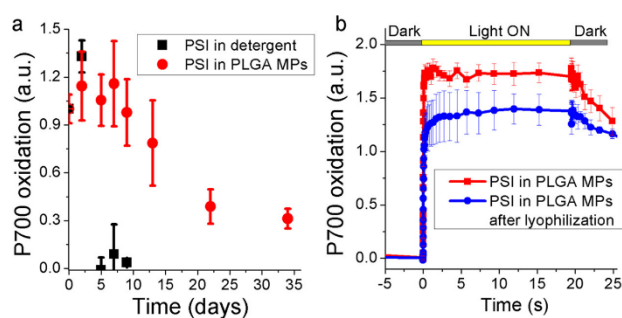 a
PSI in detergent
PSI in PLGA MPs
P700 oxidation (a.u.)
1.5
1.2
0.9
0.6
0.3
0.0
0 5 10 15 20 25 30 35
Time (days)
b
Dark Light ON Dark
P700 oxidation (a.u.)
2.0
1.5
1.0
0.5
0.0
PSI in PLGA MPs
PSI in PLGA MPs
after lyophilization
-5 0 5 10 15 20 25
Time (s)